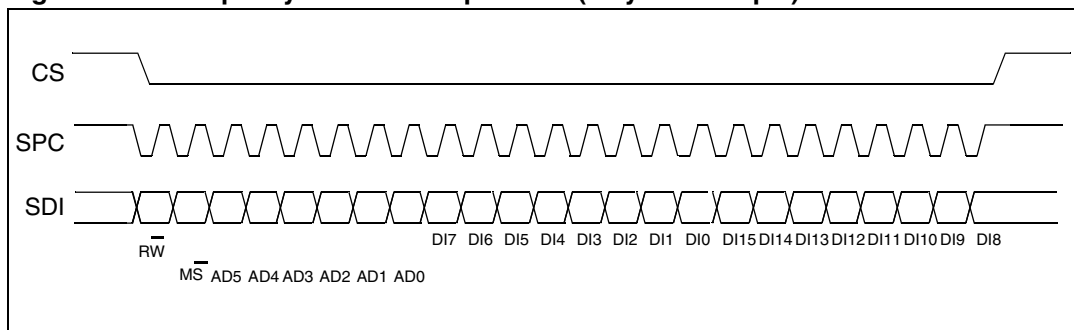 CS
SPC
SDI
RW
DI7 DI6 DI5 DI4 DI3 DI2 DI1 DI0 DI15 DI14 DI13 DI12 DI11 DI10 DI9 DI8
MS AD5 AD4 AD3 AD2 AD1 AD0